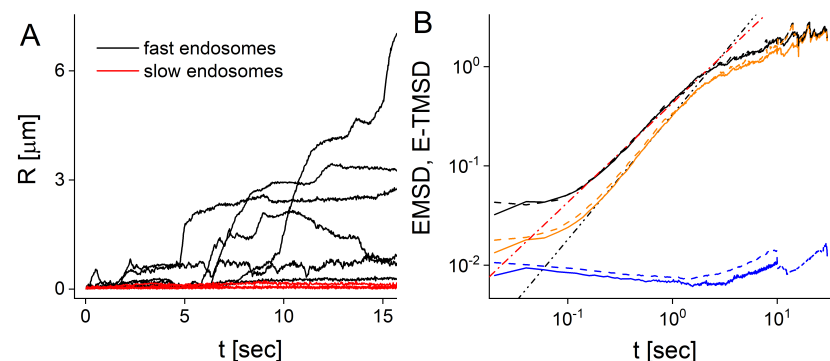 A
fast endosomes
slow endosomes
R [μm]
6
3
0
0
5
10
15
t [sec]
B
EMSD, E-TMSD
10^0
10^-1
10^-2
10^-1
10^0
10^1
t [sec]